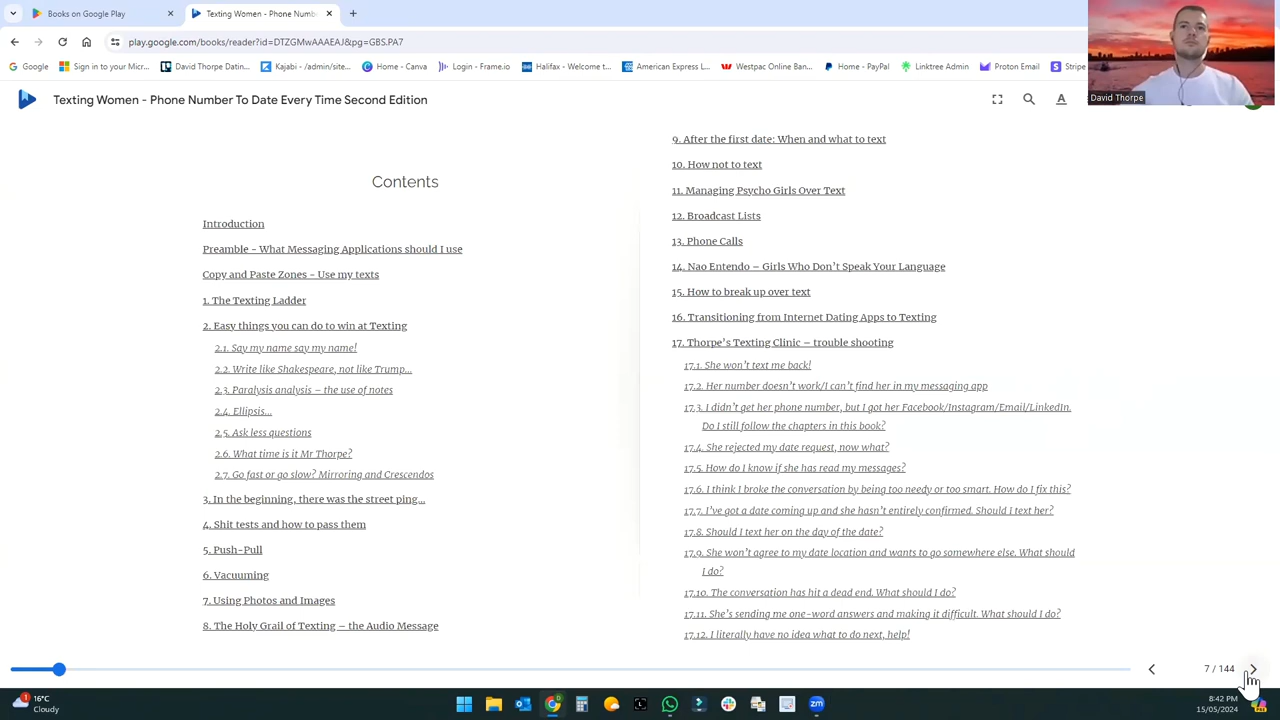 Books on Google Play
Texting Women - Phone Numb
play.google.com/books/reader?id=DTZGMwAAAEAJ&pg=GBS.PA7
Google
Sign in to your Micr...
David Thorpe Datin...
Kajabi - /admin/site...
Home - Canva
Login - Frame.io
Halifax - Welcome t...
American Express L...
Westpac Online Ban...
Home - PayPal
Linktree Admin
Proton Email
Stripe
Texting Women - Phone Number To Date Every Time Second Edition
David Thorpe
Contents
Introduction
Preamble - What Messaging Applications should I use
Copy and Paste Zones - Use my texts
1. The Texting Ladder
2. Easy things you can do to win at Texting
2.1. Say my name say my name!
2.2. Write like Shakespeare, not like Trump...
2.3. Paralysis analysis – the use of notes
2.4. Ellipsis...
2.5. Ask less questions
2.6. What time is it Mr Thorpe?
2.7. Go fast or go slow? Mirroring and Crescendos
3. In the beginning, there was the street ping...
4. Shit tests and how to pass them
5. Push-Pull
6. Vacuuming
7. Using Photos and Images
8. The Holy Grail of Texting – the Audio Message
9. After the first date: When and what to text
10. How not to text
11. Managing Psycho Girls Over Text
12. Broadcast Lists
13. Phone Calls
14. Nao Entendo – Girls Who Don't Speak Your Language
15. How to break up over text
16. Transitioning from Internet Dating Apps to Texting
17. Thorpe's Texting Clinic – trouble shooting
17.1. She won't text me back!
17.2. Her number doesn't work/I can't find her in my messaging app
17.3. I didn't get her phone number, but I got her Facebook/Instagram/Email/LinkedIn.
Do I still follow the chapters in this book?
17.4. She rejected my date request, now what?
17.5. How do I know if she has read my messages?
17.6. I think I broke the conversation by being too needy or too smart. How do I fix this?
17.7. I've got a date coming up and she hasn't entirely confirmed. Should I text her?
17.8. Should I text her on the day of the date?
17.9. She won't agree to my date location and wants to go somewhere else. What should
I do?
17.10. The conversation has hit a dead end. What should I do?
17.11. She's sending me one-word answers and making it difficult. What should I do?
17.12. I literally have no idea what to do next, help!
7 / 144
16°C
Cloudy
zm
8:42 PM
15/05/2024